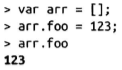 > var arr = [];
> arr.foo = 123;
> arr.foo
123